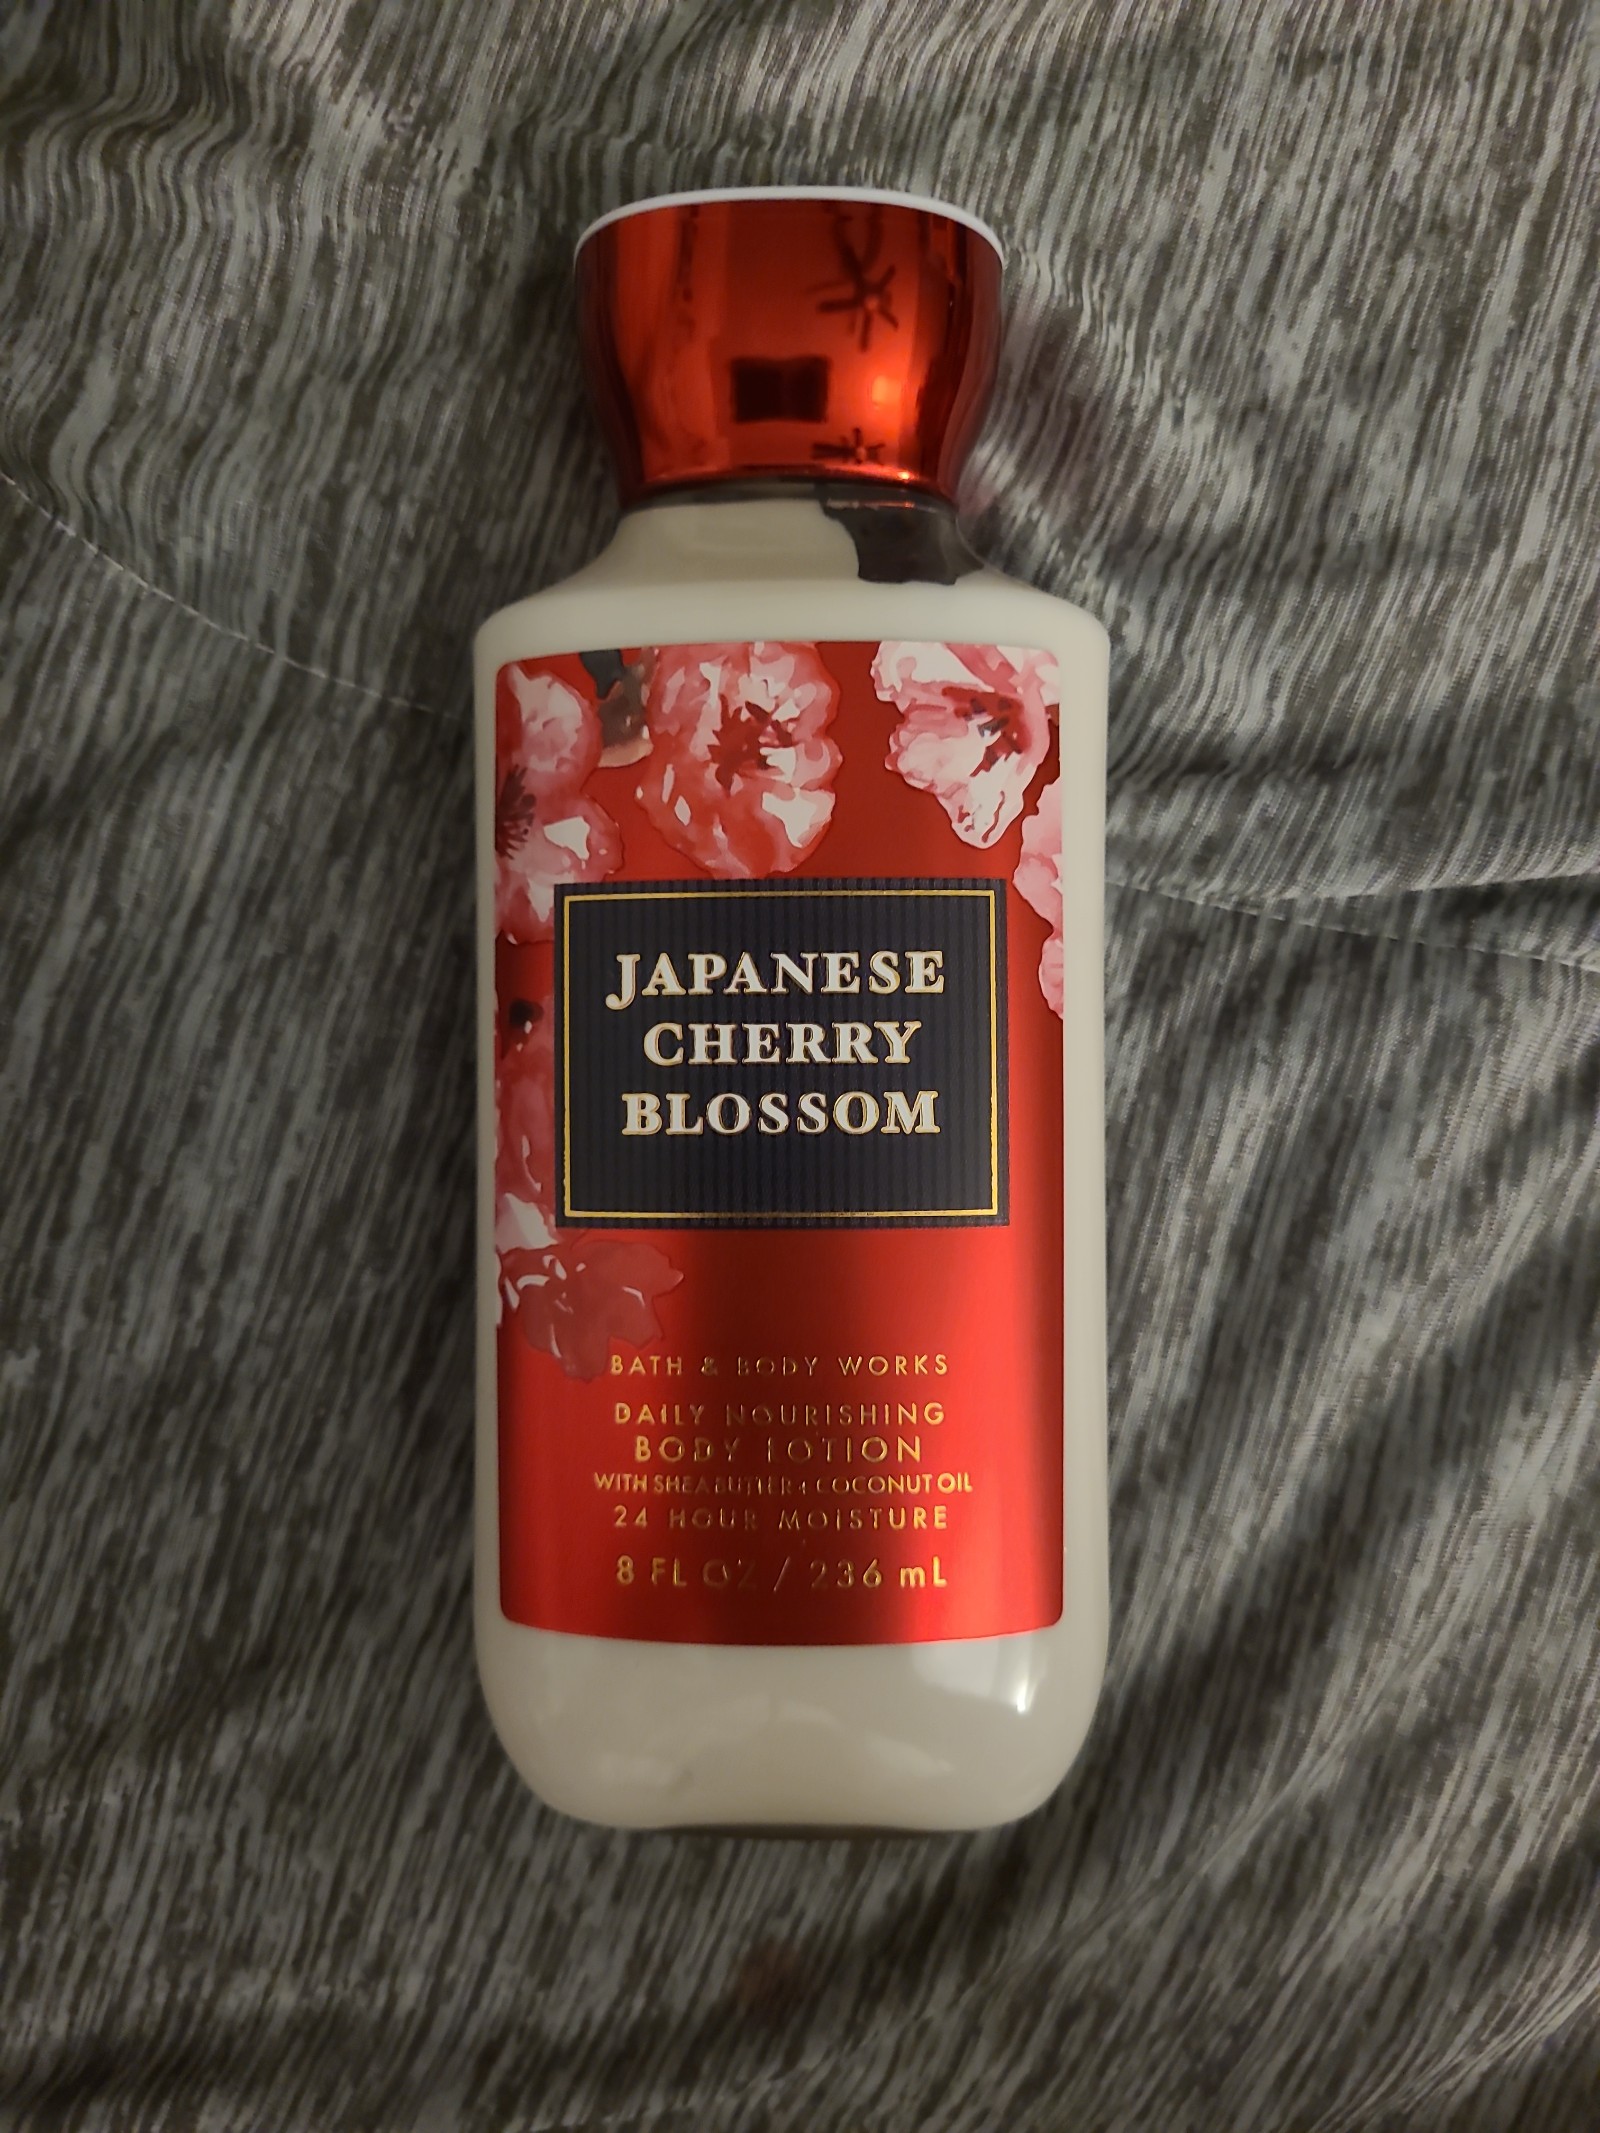 JAPANESE
CHERRY
BLOSSOM
BATH & BODY WORKS
DAILY NOURISHING
BODY LOTION
WITH SHEA BUTTER + COCONUT OIL
24 HOUR MOISTURE
8 FL OZ / 236 mL